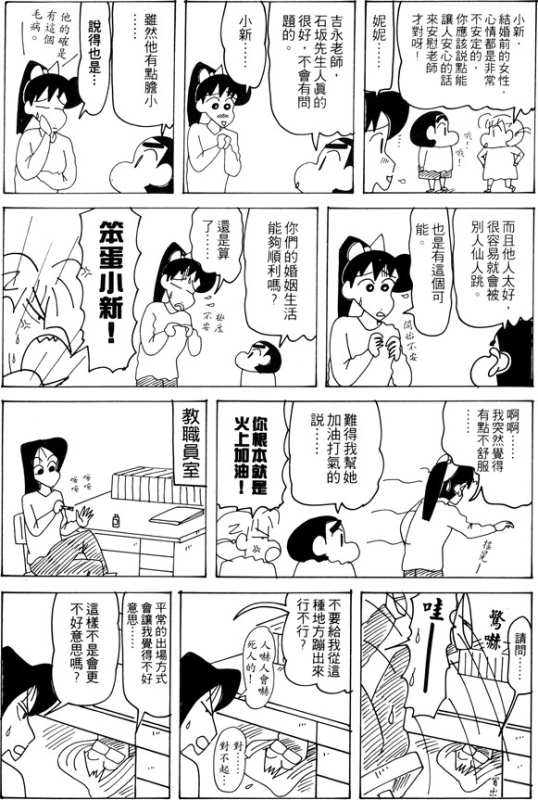 小新，
結婚前的女性，
心情都是非常
不安定的，
你應該說點能
讓人安心的話
來安慰老師
才對呀！
哦！
哦！
妮妮……
吉永老師，
石坂先生人真的
很好，不會有問
題的。
小新……
雖然他有點膽小
……
說得也是…
他的確是
有這個
毛病。
而且他人太好，
很容易就會被
別人仙人跳。
也是有這個可
能。
開始不安
你們的婚姻生活
能夠順利嗎？
還是算
了……
極度
不安
笨蛋小新！
啊啊……
我突然覺得
有點不舒服
……
搖晃
難得我幫她
加油打氣的
說……
你根本就是
火上加油！
教職員室
請問……
驚嚇
哇
冒出
不要給我從這
種地方蹦出來
行不行？
人嚇人會嚇
死人的！
對……
對不起…
平常的出場方式
會讓我覺得不好
意思……
這樣不是會更
不好意思嗎？